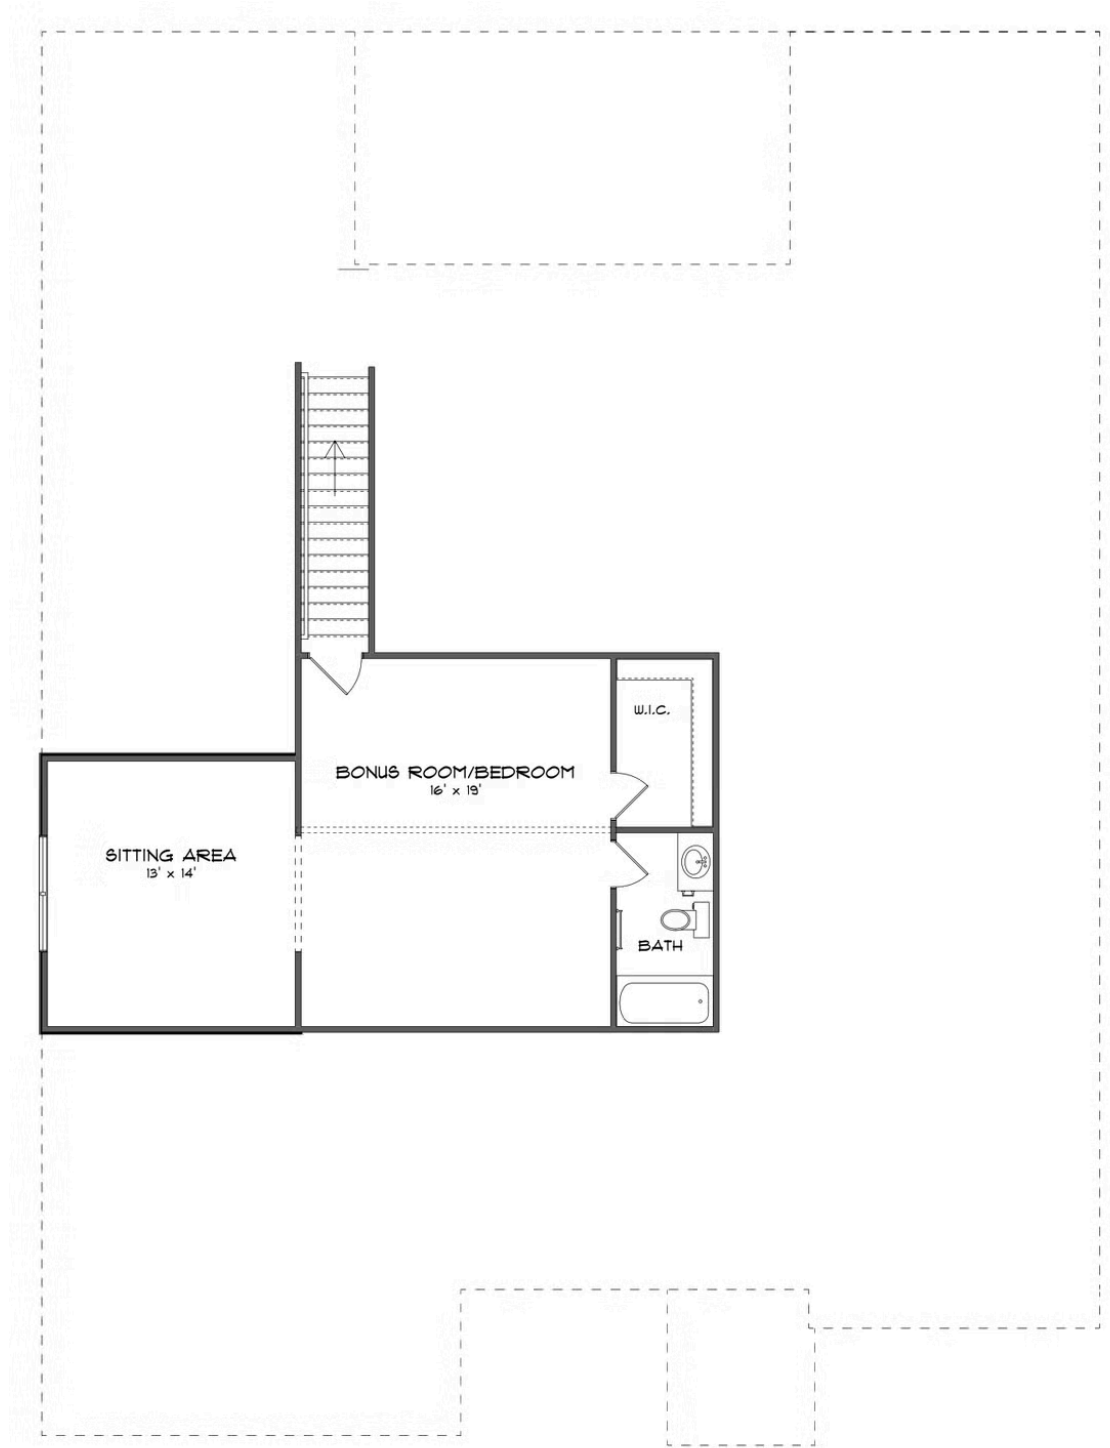 W.I.C.
BONUS ROOM/BEDROOM
16' x 19'
SITTING AREA
13' x 14'
BATH